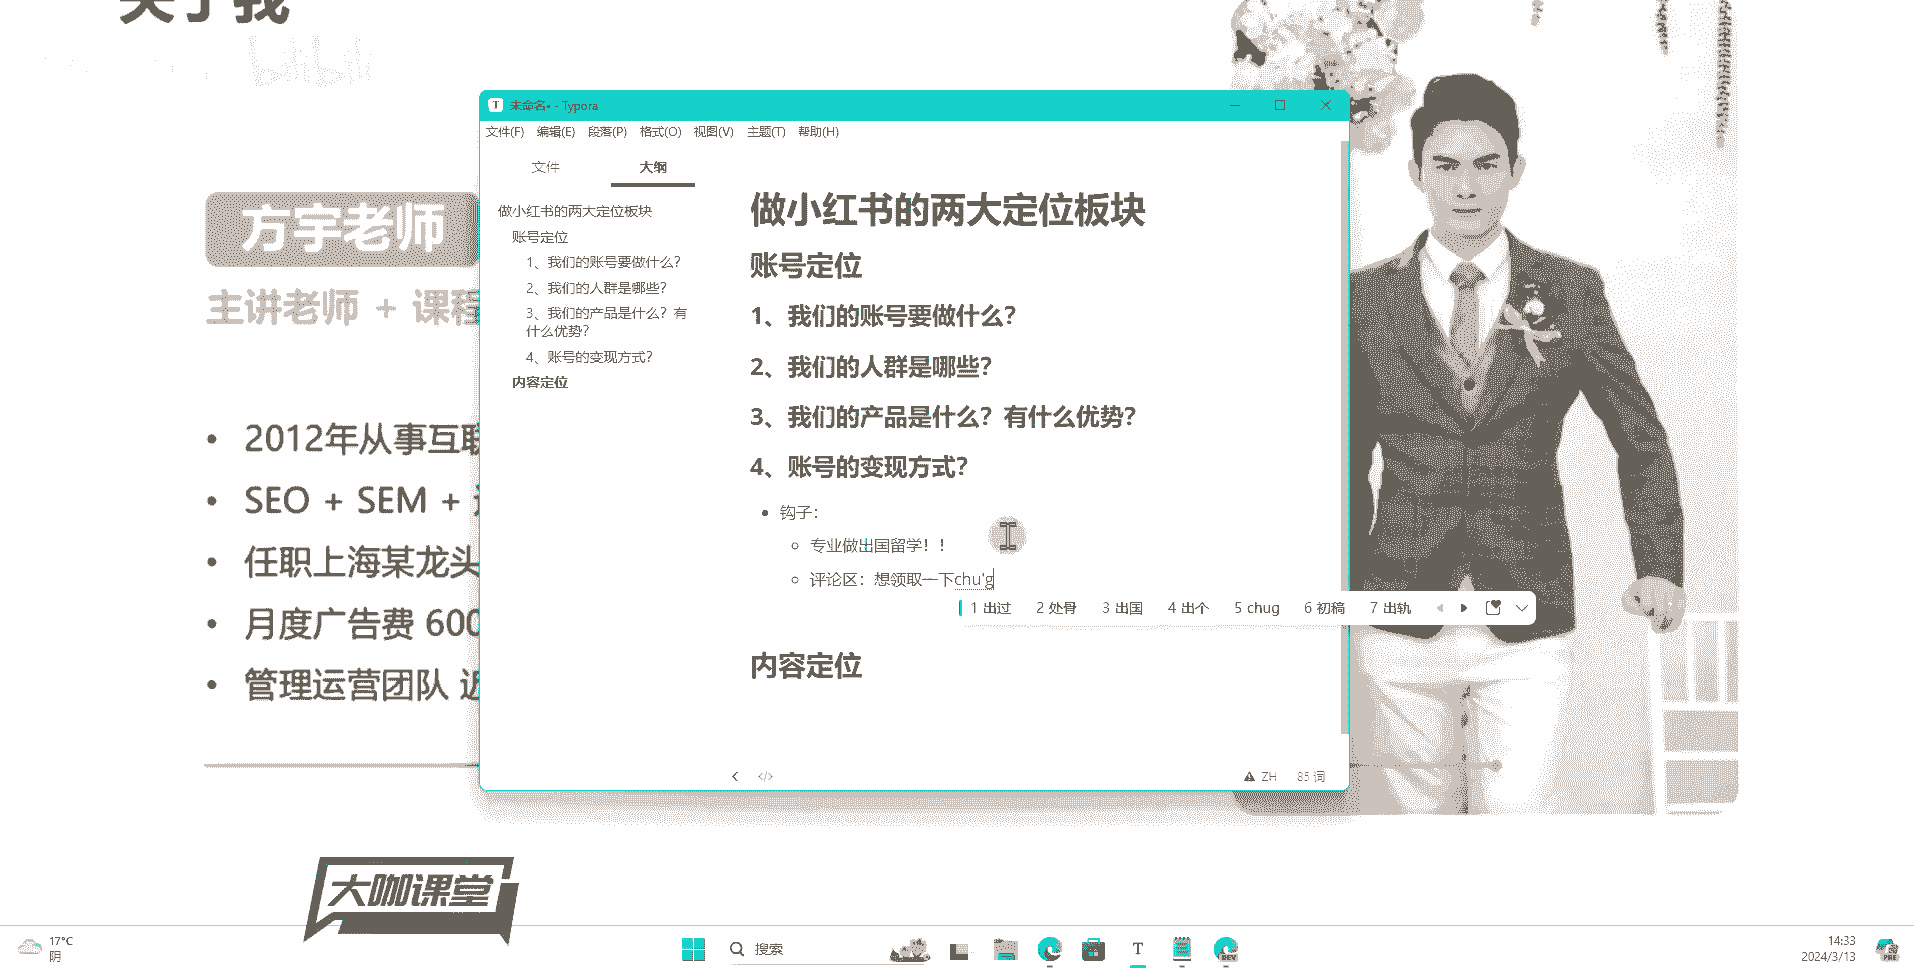 关于我
bilibili
方宇老师
主讲老师 + 课程
2012年从事互联
SEO + SEM +
任职上海某龙头
月度广告费 600
管理运营团队 近
未命名• - Typora
文件(F) 编辑(E) 段落(P) 格式(O) 视图(V) 主题(T) 帮助(H)
文件 大纲
做小红书的两大定位板块
账号定位
1、我们的账号要做什么？
2、我们的人群是哪些？
3、我们的产品是什么？有
什么优势？
4、账号的变现方式？
内容定位
做小红书的两大定位板块
账号定位
1、我们的账号要做什么？
2、我们的人群是哪些？
3、我们的产品是什么？有什么优势？
4、账号的变现方式？
钩子：
专业做出国留学！！
评论区：想领取一下chu'g
1 出过 2 处骨 3 出国 4 出个 5 chug 6 初稿 7 出轨
内容定位
</> ZH 85 词
大咖课堂
17°C
阴
搜索
T
DEV
14:33
2024/3/13
PRE